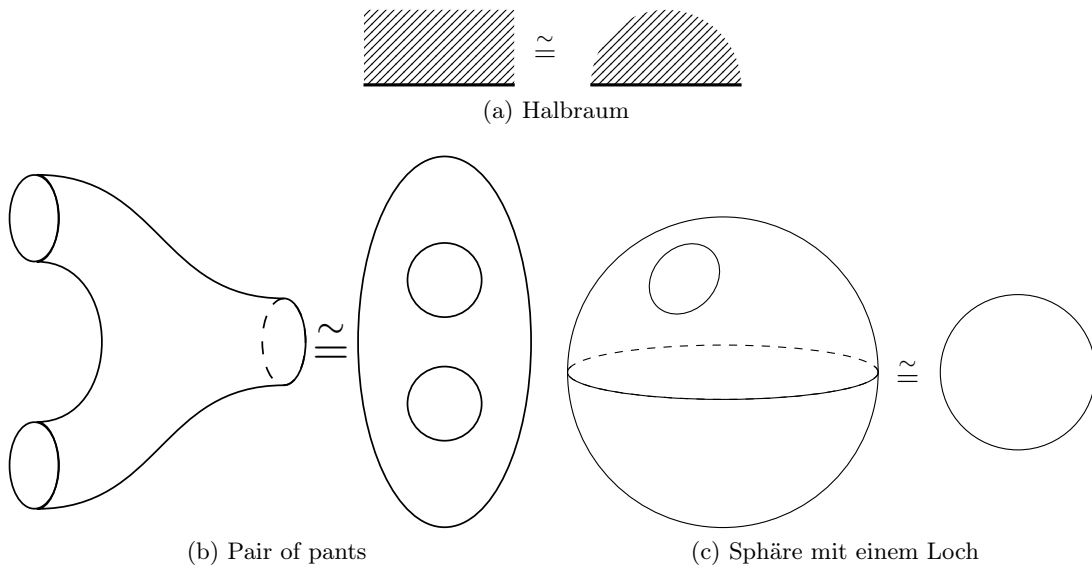 ≅
(a) Halbraum
≅
≅
(b) Pair of pants
(c) Sphäre mit einem Loch